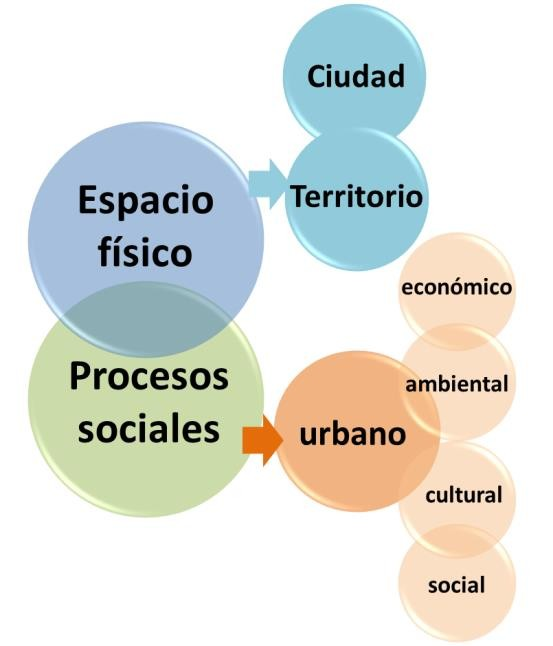 Ciudad
Espacio
físico
Territorio
económico
Procesos
sociales
urbano
ambiental
cultural
social